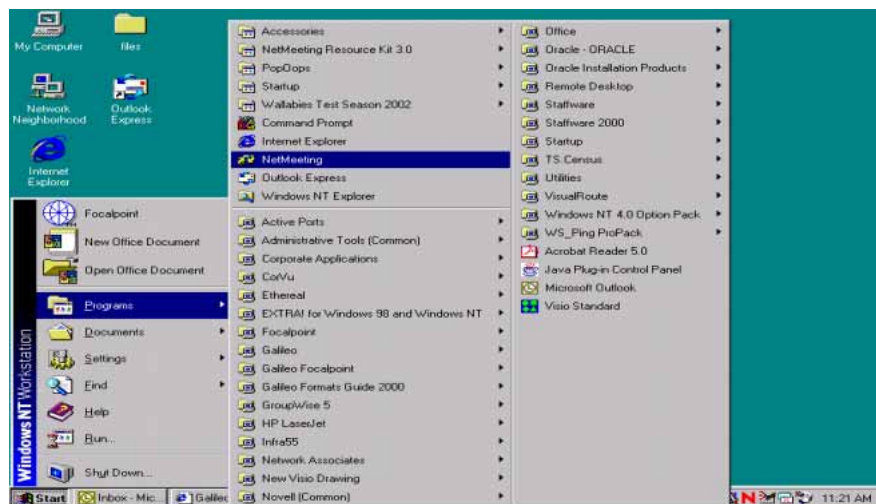 My Computer
files
Network Neighborhood
Outlook Express
Internet Explorer
Windows NT Workstation
Focalpoint
New Office Document
Open Office Document
Programs
Documents
Settings
Find
Help
Run...
Shut Down...
Accessories
NetMeeting Resource Kit 3.0
PopOops
Startup
Wallabies Test Season 2002
Command Prompt
Internet Explorer
NetMeeting
Outlook Express
Windows NT Explorer
Active Ports
Administrative Tools (Common)
Corporate Applications
CorVu
Ethereal
EXTRA! for Windows 98 and Windows NT
Focalpoint
Galileo
Galileo Focalpoint
Galileo Formats Guide 2000
GroupWise 5
HP LaserJet
Infra55
Network Associates
New Visio Drawing
Novell (Common)
Office
Oracle - ORACLE
Oracle Installation Products
Remote Desktop
Staffware
Staffware 2000
Startup
TS Census
Utilities
VisualRoute
Windows NT 4.0 Option Pack
WS_Ping ProPack
Acrobat Reader 5.0
Java Plug-in Control Panel
Microsoft Outlook
Visio Standard
Start
Inbox - Mic...
Galilec
N
11:21 AM